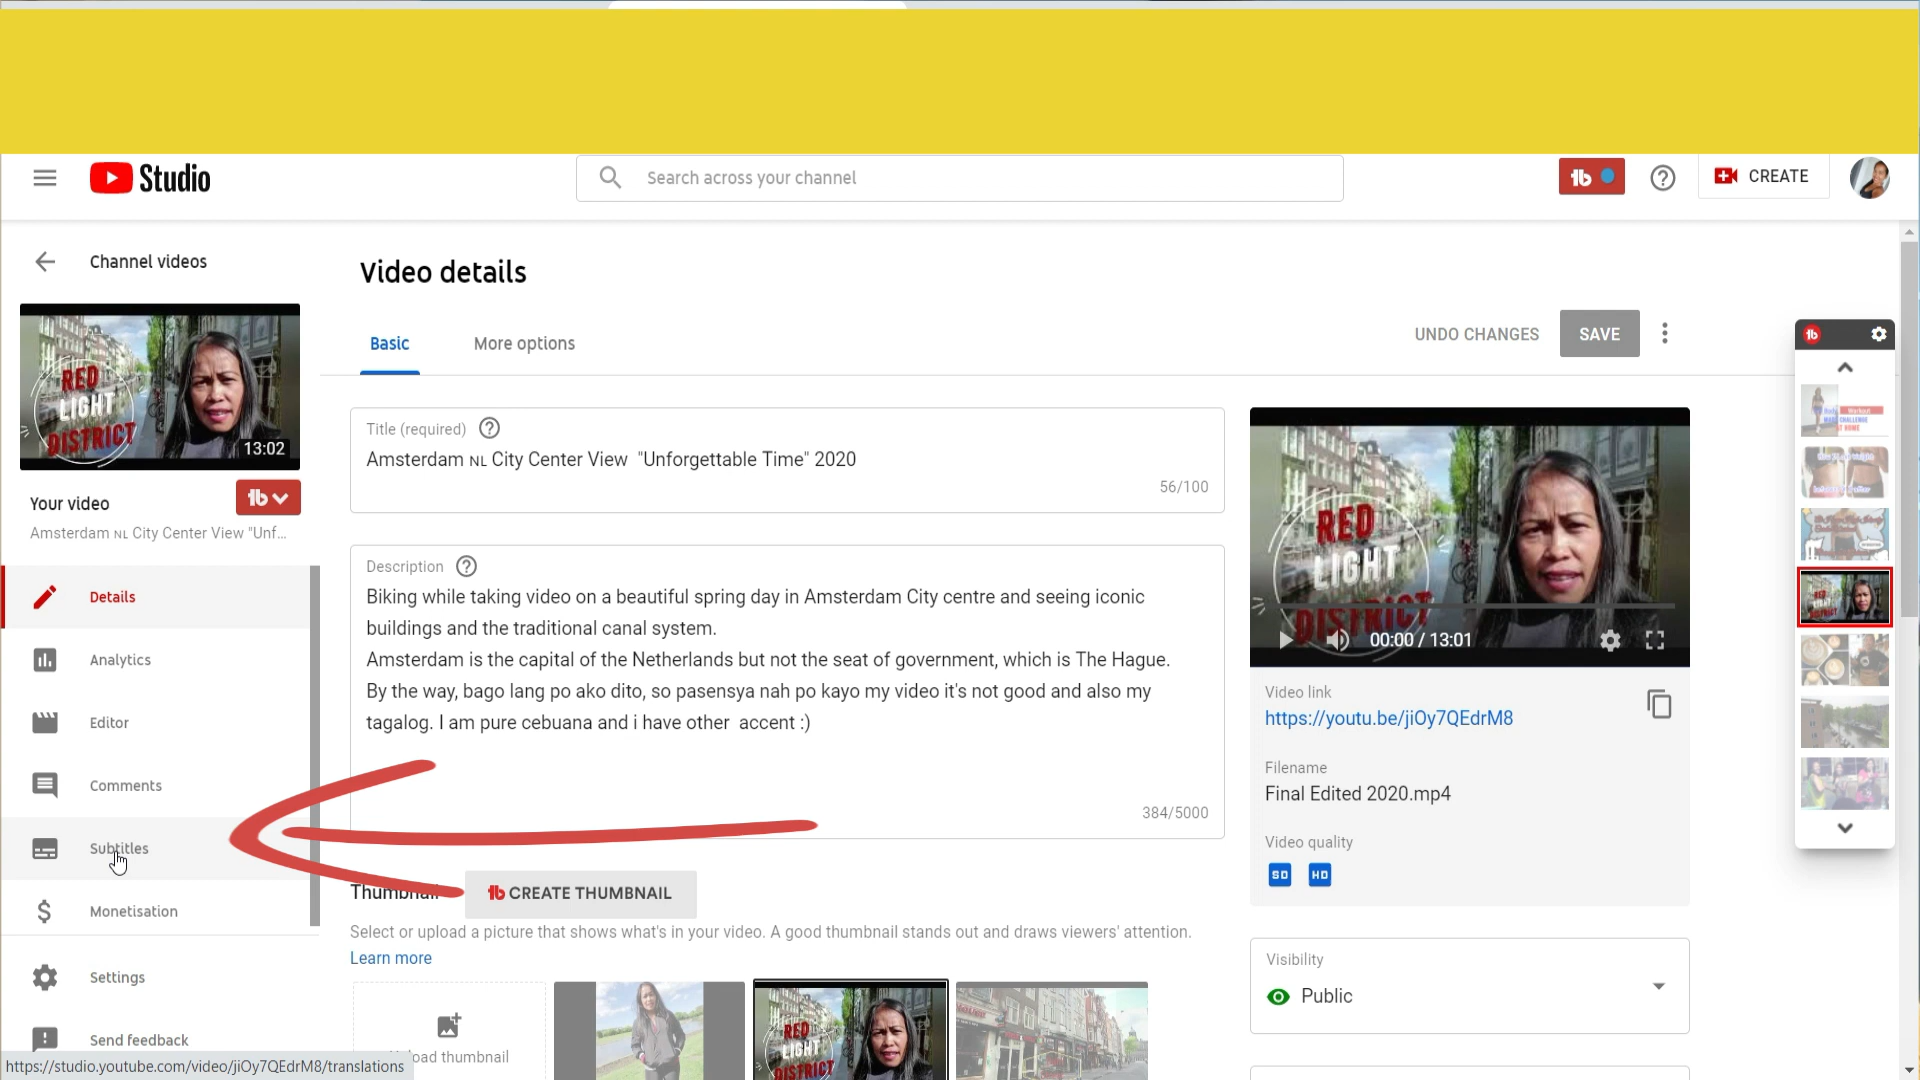 Studio
Search across your channel
CREATE
Channel videos
Video details
RED
LIGHT
DISTRICT
13:02
Basic
More options
UNDO CHANGES
SAVE
Your video
Amsterdam NL City Center View "Unf...
Title (required)
Amsterdam NL City Center View "Unforgettable Time" 2020
56/100
Details
Analytics
Editor
Comments
Subtitles
Monetisation
Settings
Send feedback
Description
Biking while taking video on a beautiful spring day in Amsterdam City centre and seeing iconic
buildings and the traditional canal system.
Amsterdam is the capital of the Netherlands but not the seat of government, which is The Hague.
By the way, bago lang po ako dito, so pasensya nah po kayo my video it's not good and also my
tagalog. I am pure cebuana and i have other accent :)
384/5000
Thumbnail
CREATE THUMBNAIL
Select or upload a picture that shows what's in your video. A good thumbnail stands out and draws viewers' attention.
Learn more
thumbnail
RED
LIGHT
DISTRICT
RED
LIGHT
DISTRICT
00:00 / 13:01
Video link
https://youtu.be/jiOy7QEdrM8
Filename
Final Edited 2020.mp4
Video quality
SD
HD
Visibility
Public
https://studio.youtube.com/video/jiOy7QEdrM8/translations